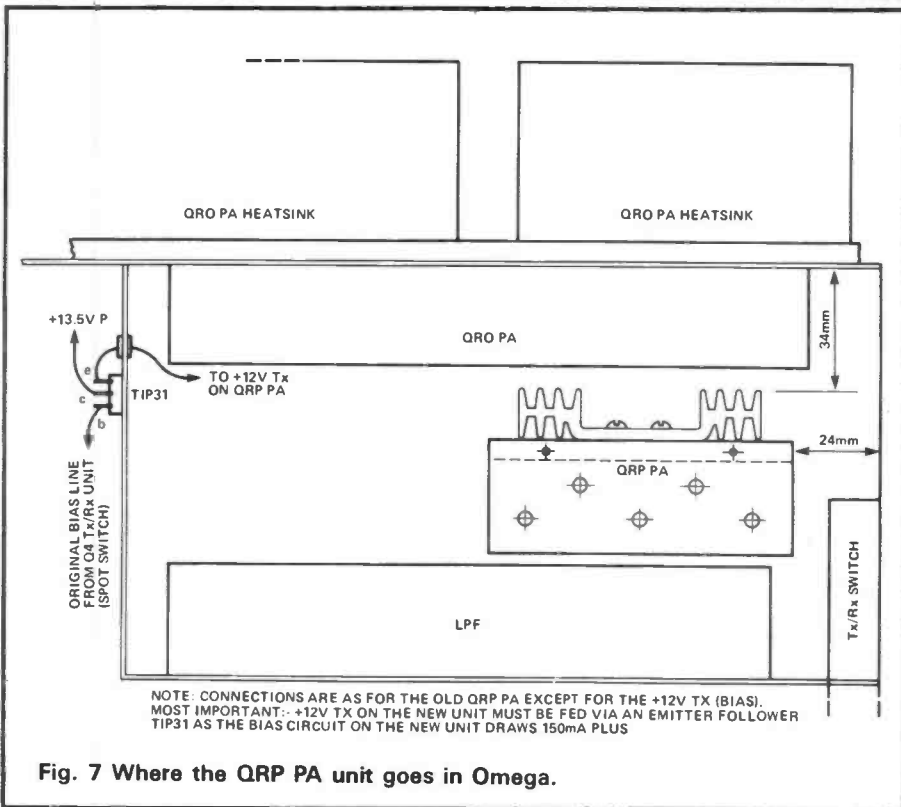 QRO PA HEATSINK
QRO PA HEATSINK
+13.5V P
e
c
b
TIP31
TO +12V Tx
ON QRP PA
QRO PA
34mm
24mm
QRP PA
ORIGINAL BIAS LINE
FROM Q4 Tx/Rx UNIT
(SPOT SWITCH)
LPF
Tx/Rx SWITCH
NOTE: CONNECTIONS ARE AS FOR THE OLD QRP PA EXCEPT FOR THE +12V TX (BIAS).
MOST IMPORTANT:- +12V TX ON THE NEW UNIT MUST BE FED VIA AN EMITTER FOLLOWER
TIP31 AS THE BIAS CIRCUIT ON THE NEW UNIT DRAWS 150mA PLUS
Fig. 7 Where the QRP PA unit goes in Omega.